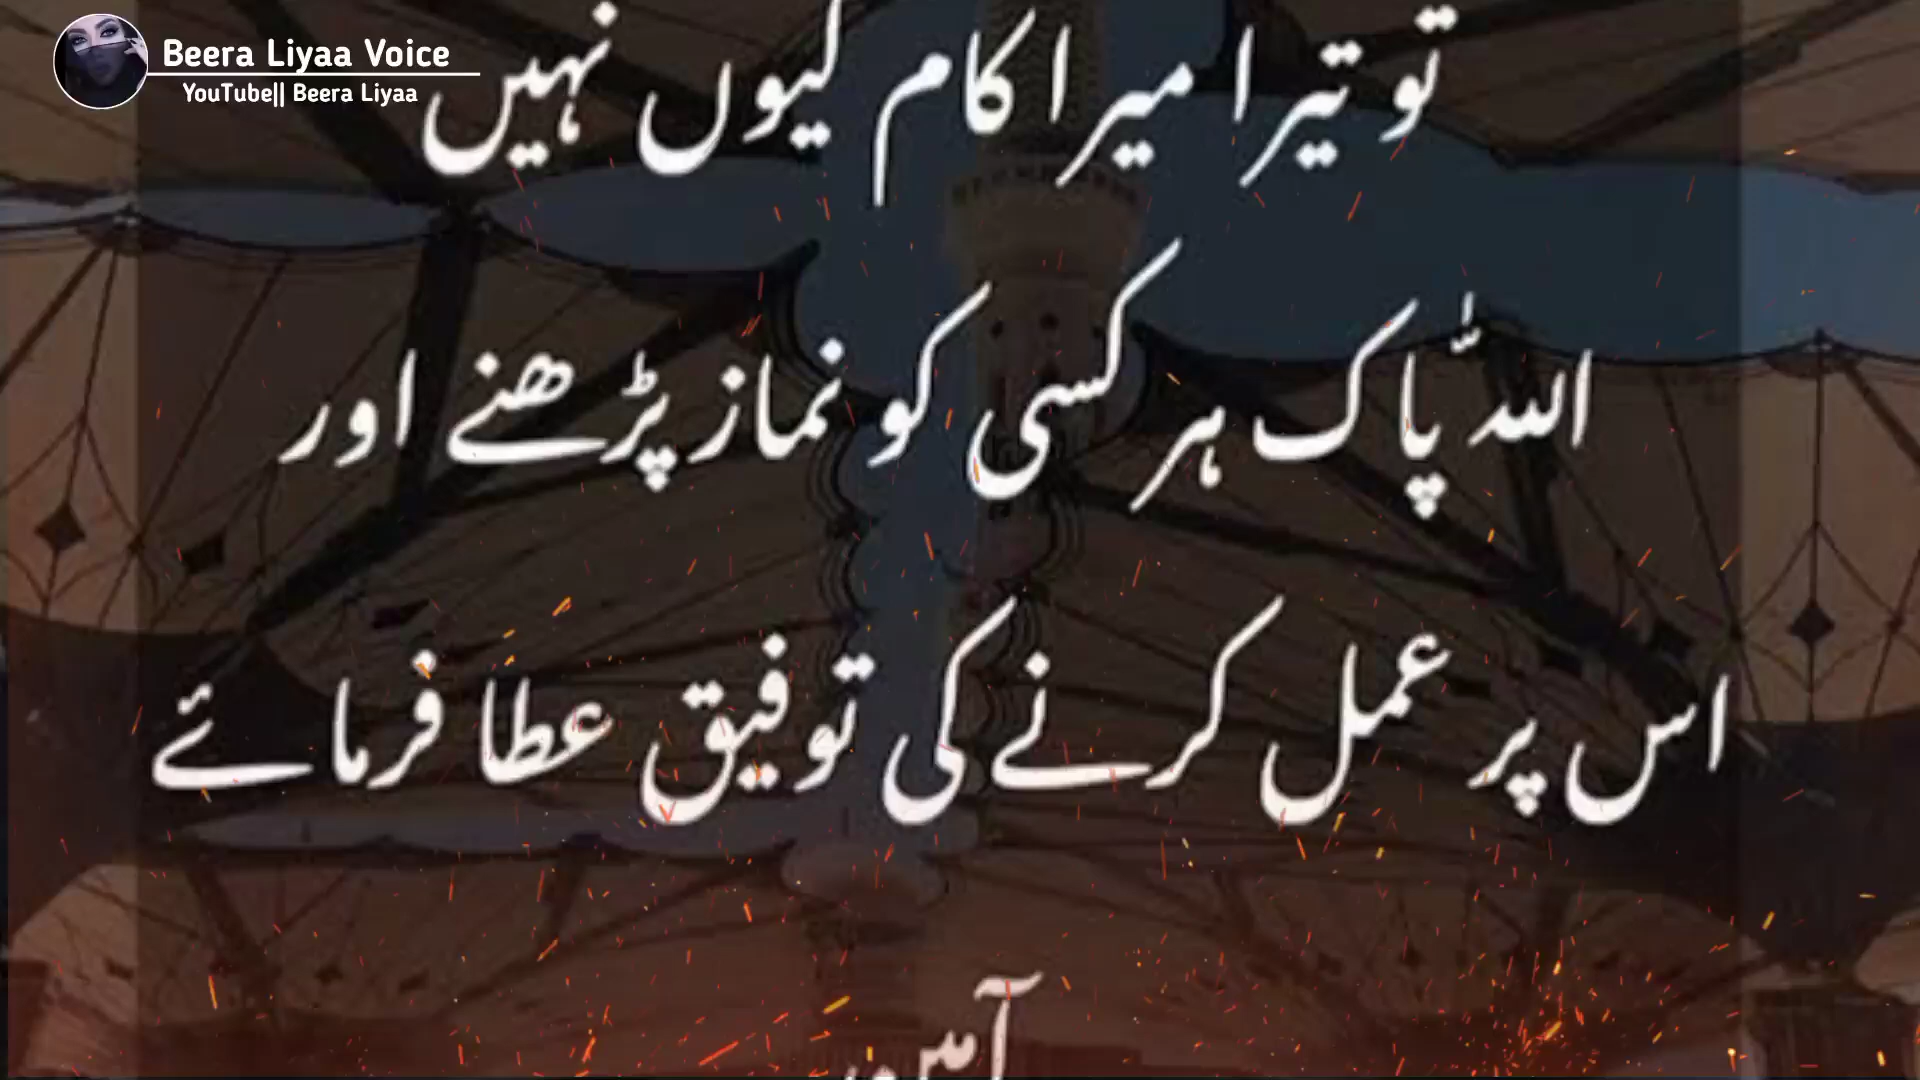 Beera Liyaa Voice
YouTube|| Beera Liyaa
تو تیرا میرا کام کیوں نہیں
اللہ پاک ہر کسی کو نماز پڑھنے اور
اس پر عمل کرنے کی توفیق عطا فرمائے
آمین